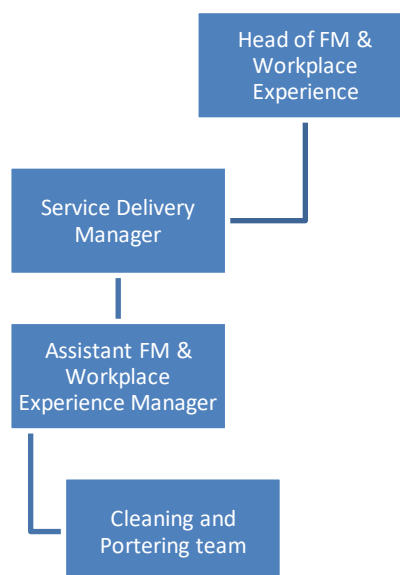 Head of FM &
Workplace
Experience
Service Delivery
Manager
Assistant FM &
Workplace
Experience Manager
Cleaning and
Portering team